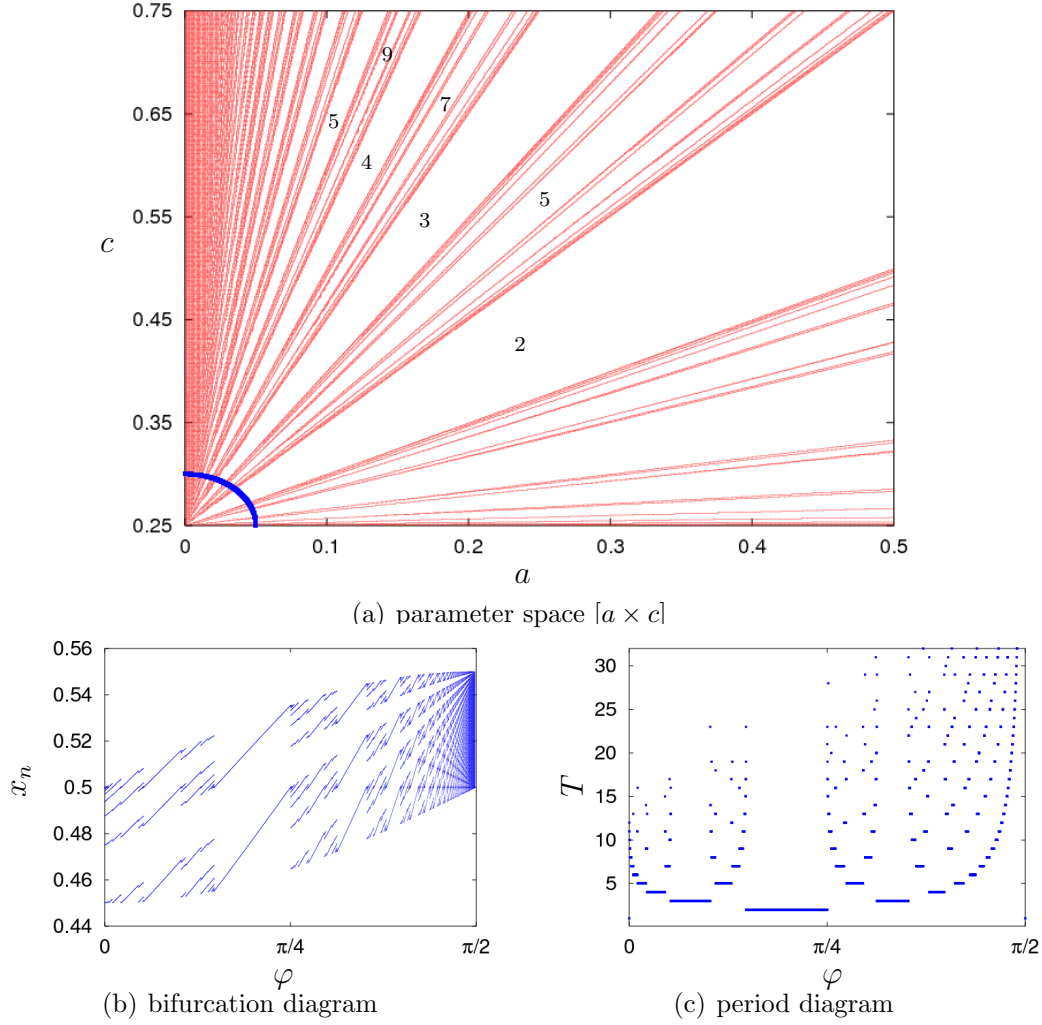 0.75
9
0.65
7
5
4
0.55
5
3
c
0.45
2
0.35
0.25
0 0.1 0.2 0.3 0.4 0.5
a
(a) parameter space [a × c]
0.56
0.54
0.52
0.5
0.48
0.46
0.44
x_n
0 π/4 π/2
φ
(b) bifurcation diagram
30
25
20
15
10
5
T
0 π/4 π/2
φ
(c) period diagram